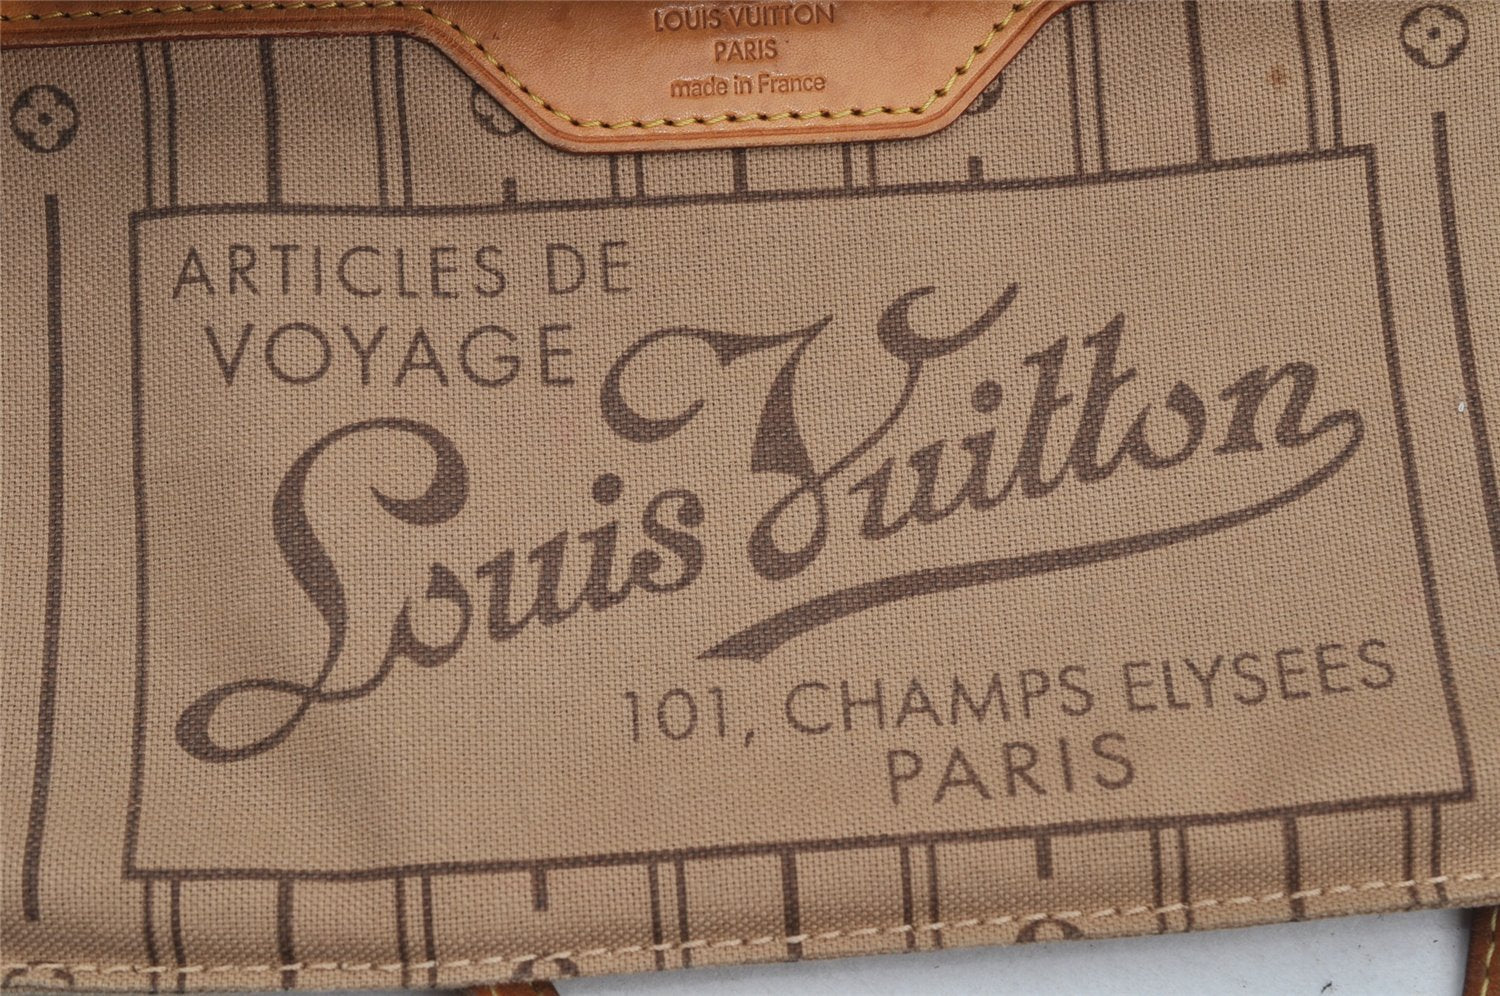 LOUIS VUITTON
PARIS
made in France
ARTICLES DE
VOYAGE
Louis Vuitton
101, CHAMPS ELYSEES
PARIS